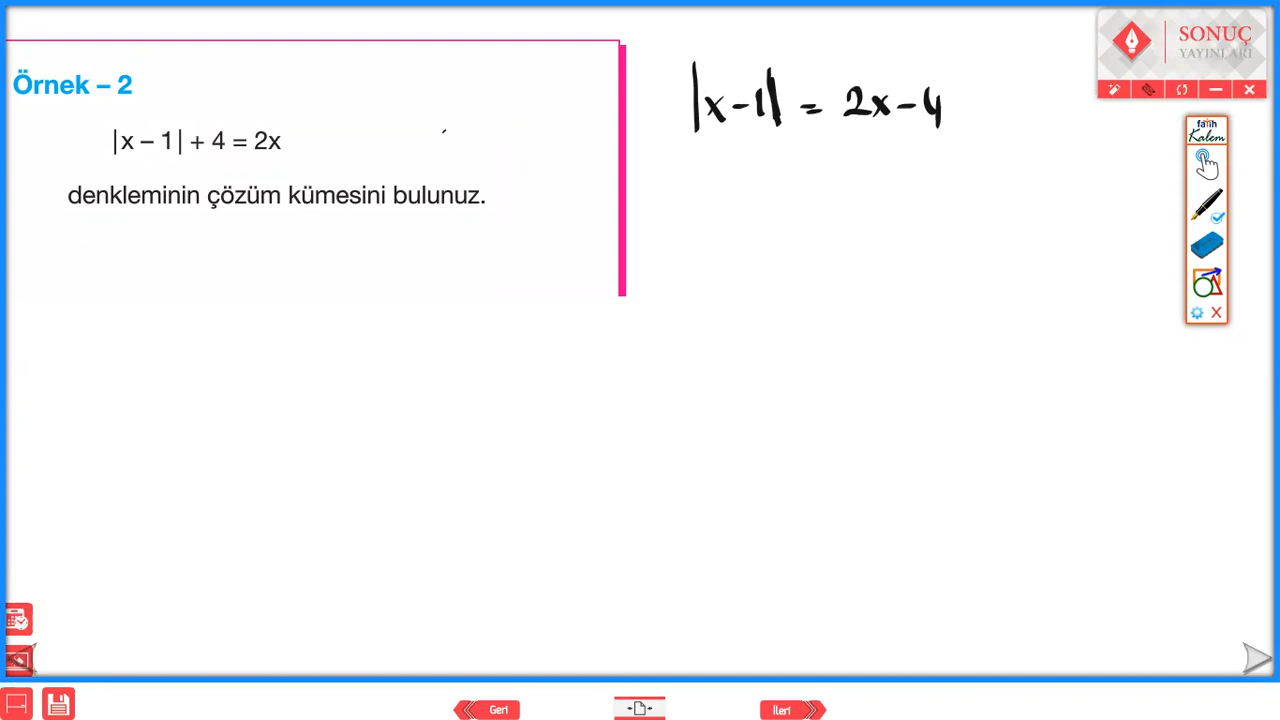 Örnek – 2
|x – 1| + 4 = 2x
denkleminin çözüm kümesini bulunuz.
|x-1| = 2x-4
SONUÇ
YAYINLARI
fatih
Kalem
Geri
İleri